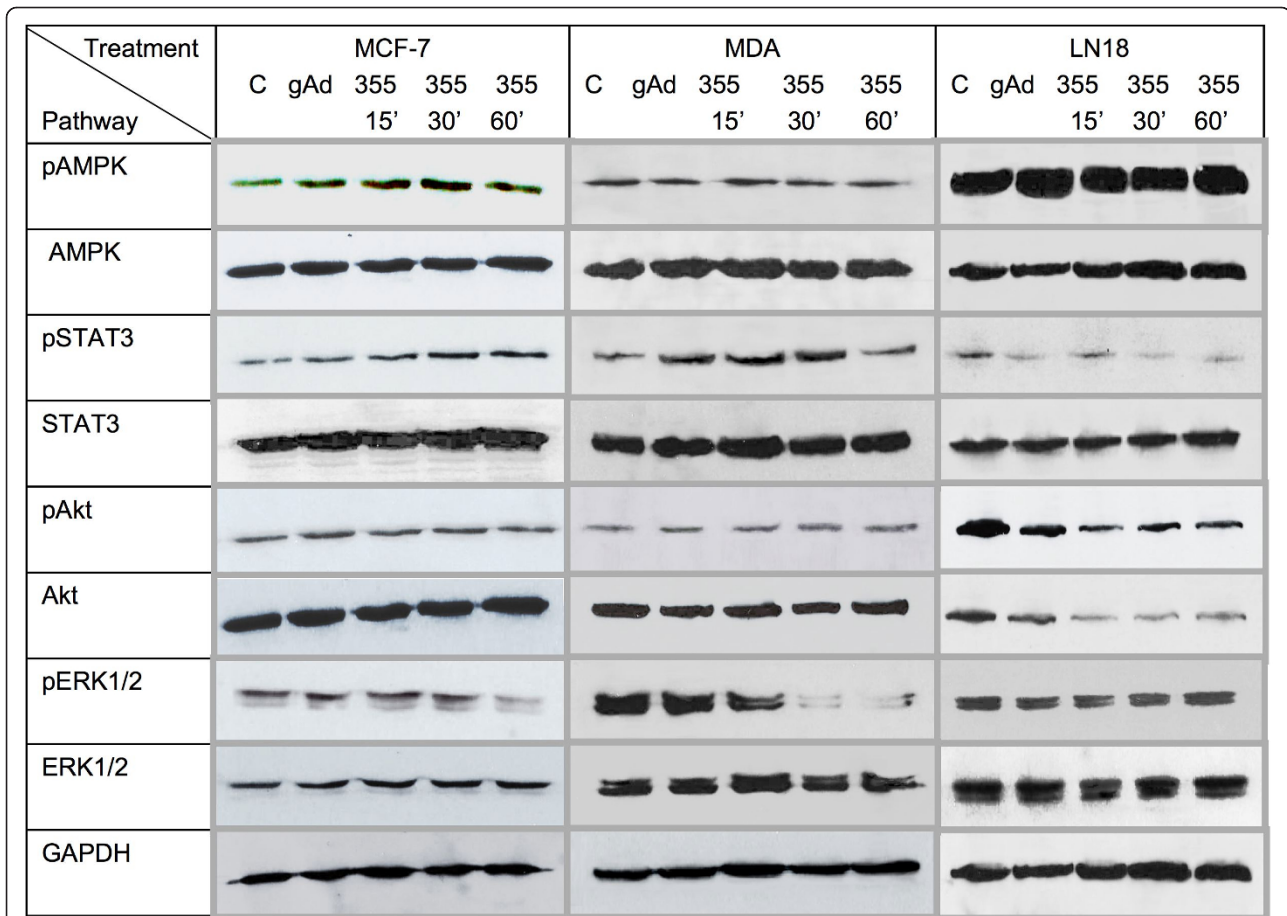 Treatment
Pathway
MCF-7
C gAd 355 355 355
15’ 30’ 60’
MDA
C gAd 355 355 355
15’ 30’ 60’
LN18
C gAd 355 355 355
15’ 30’ 60’
pAMPK
AMPK
pSTAT3
STAT3
pAkt
Akt
pERK1/2
ERK1/2
GAPDH